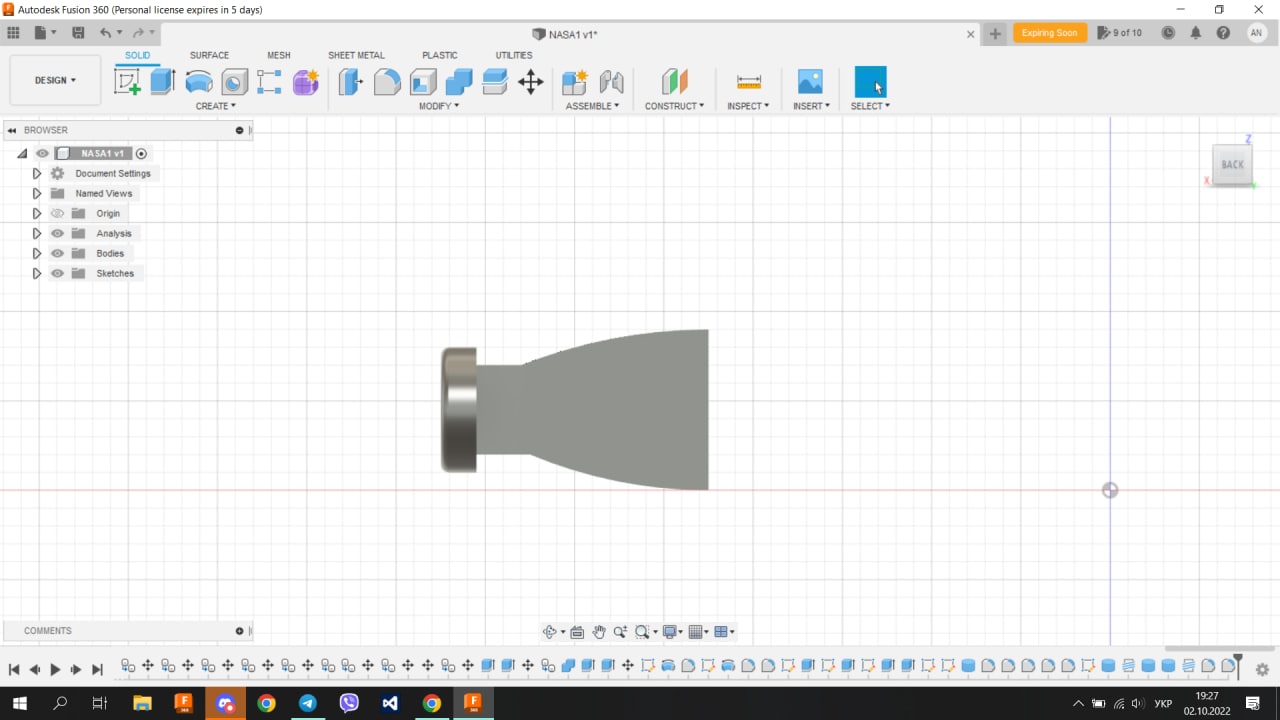 Autodesk Fusion 360 (Personal license expires in 5 days)
NASA1 v1*
Expiring Soon
9 of 10
AN
SOLID
SURFACE
MESH
SHEET METAL
PLASTIC
UTILITIES
DESIGN
CREATE
MODIFY
ASSEMBLE
CONSTRUCT
INSPECT
INSERT
SELECT
BROWSER
NASA1 v1
Document Settings
Named Views
Origin
Analysis
Bodies
Sketches
Z
BACK
X
Y
COMMENTS
F
360
F
360
УКР
19:27
02.10.2022